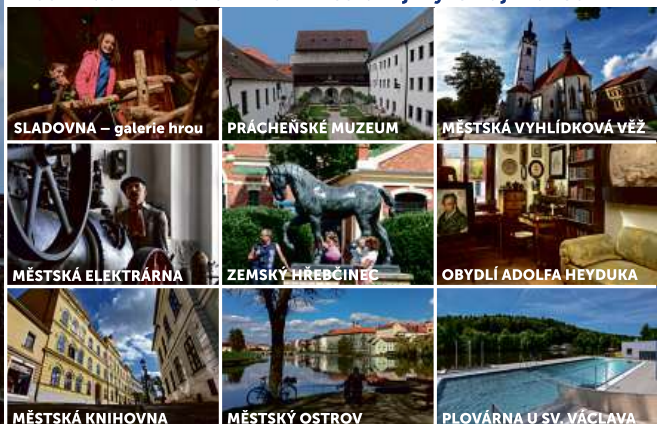 SLADOVNA – galerie hrou
PRÁCHEŇSKÉ MUZEUM
MĚSTSKÁ VYHLÍDKOVÁ VĚŽ
MĚSTSKÁ ELEKTRÁRNA
ZEMSKÝ HŘEBČINEC
OBYDLÍ ADOLFA HEYDUKA
MĚSTSKÁ KNIHOVNA
MĚSTSKÝ OSTROV
PLOVÁRNA U SV. VÁCLAVA